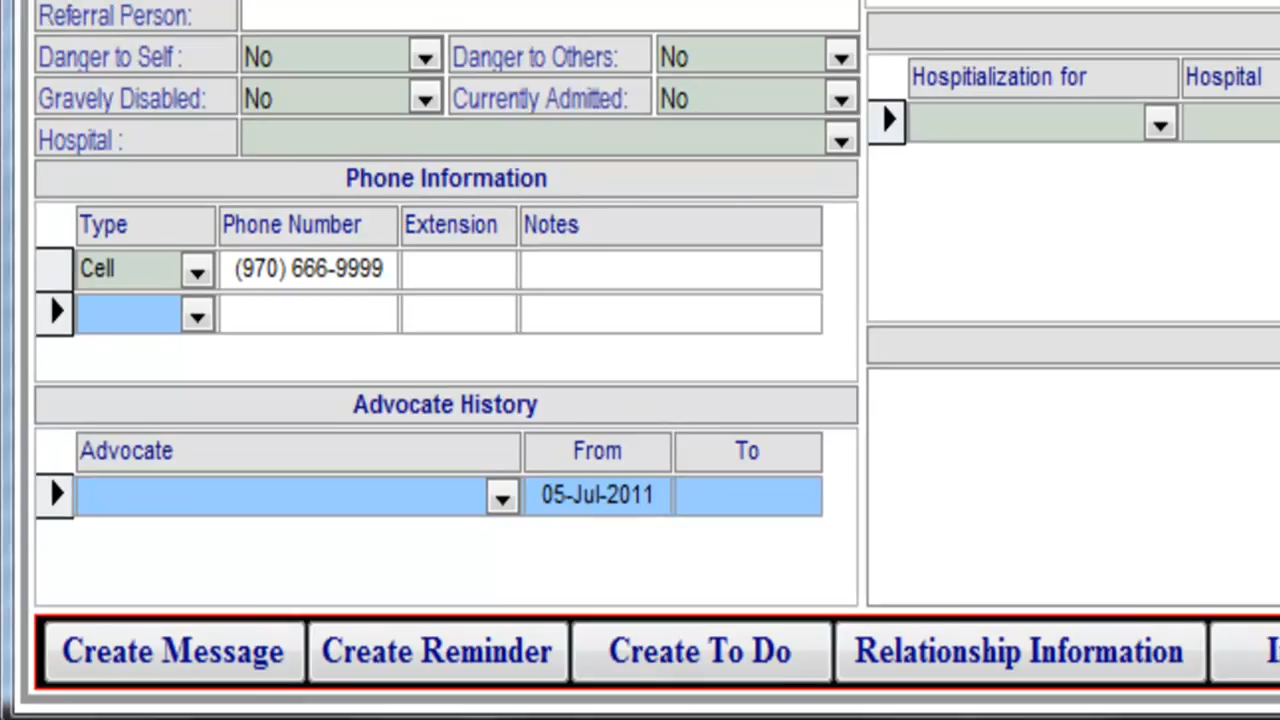 Referral Person:
Danger to Self : No Danger to Others: No
Gravely Disabled: No Currently Admitted: No
Hospital :
Phone Information
Type Phone Number Extension Notes
Cell (970) 666-9999
Advocate History
Advocate From To
05-Jul-2011
Hospitialization for Hospital
Create Message Create Reminder Create To Do Relationship Information